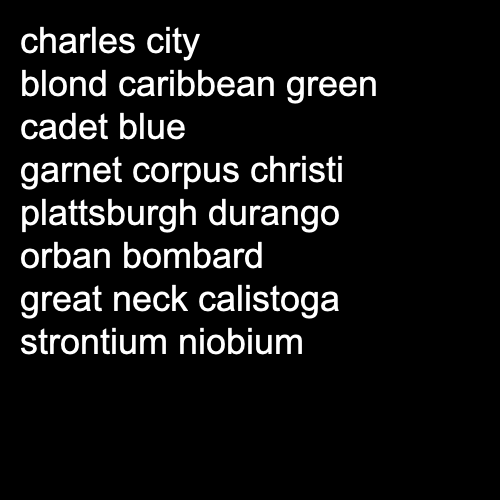 charles city
blond caribbean green
cadet blue
garnet corpus christi
plattsburgh durango
orban bombard
great neck calistoga
strontium niobium